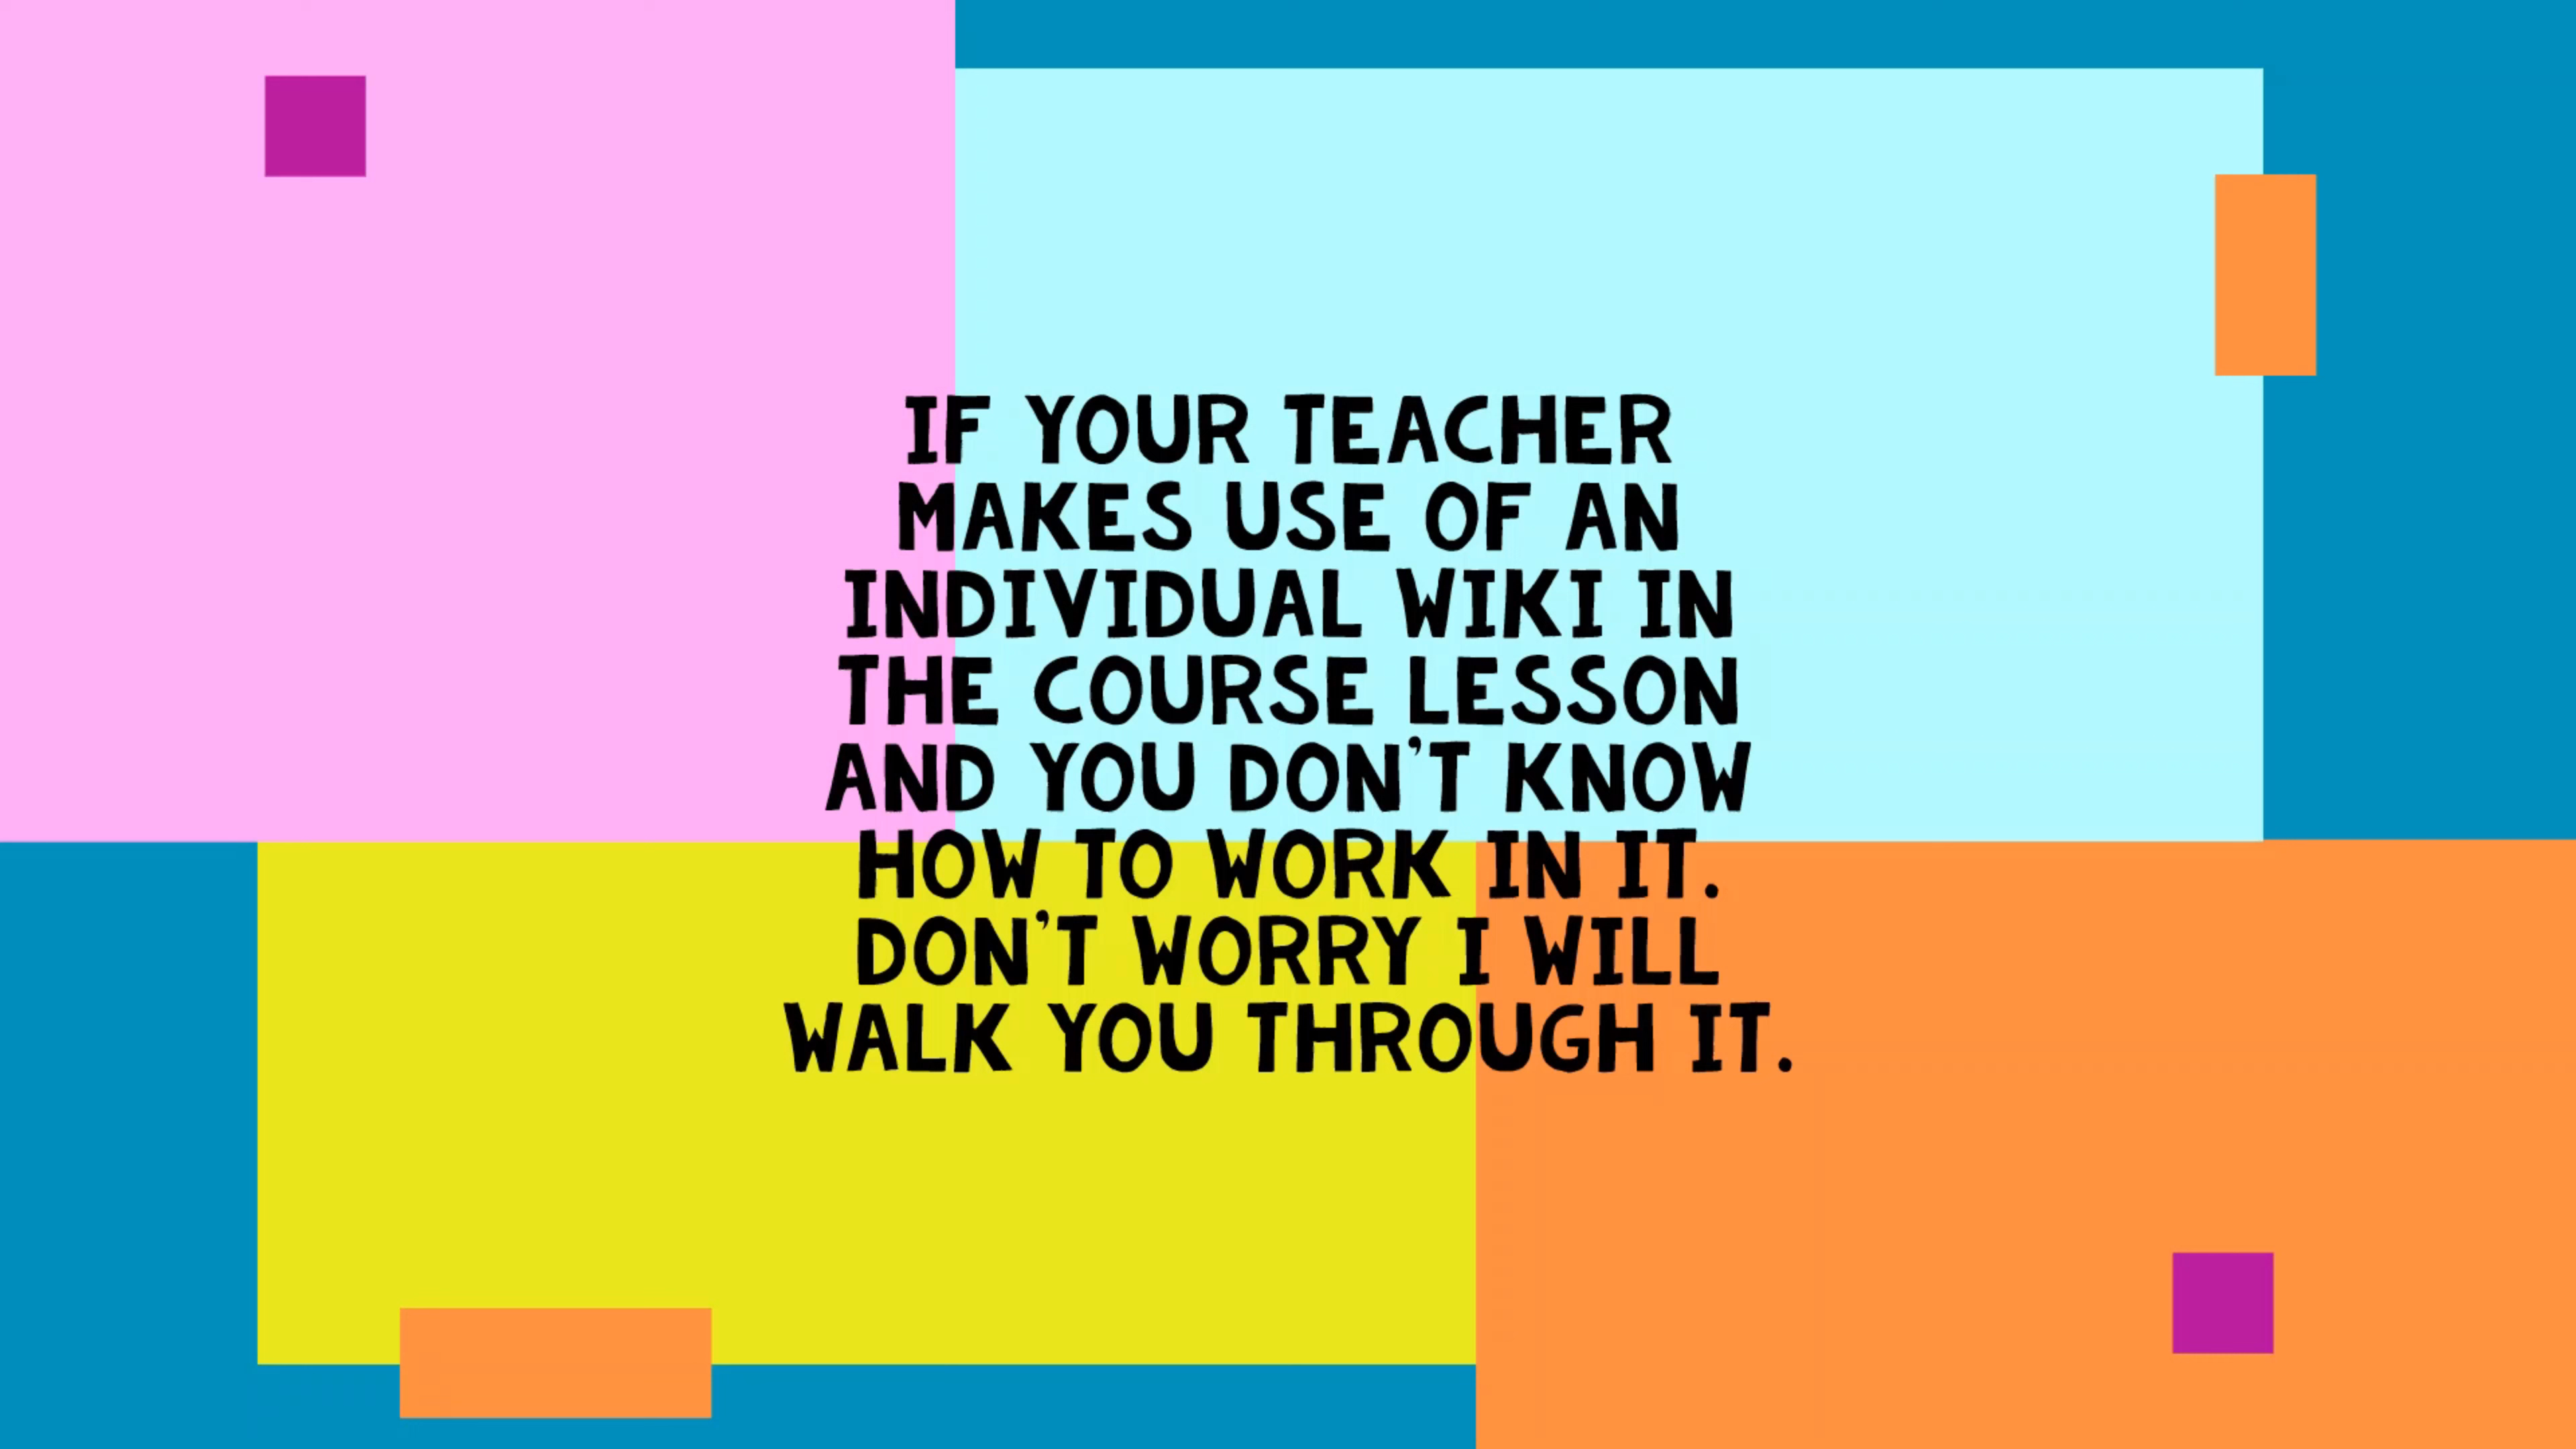 IF YOUR TEACHER
MAKES USE OF AN
INDIVIDUAL WIKI IN
THE COURSE LESSON
AND YOU DON'T KNOW
HOW TO WORK IN IT.
DON'T WORRY I WILL
WALK YOU THROUGH IT.